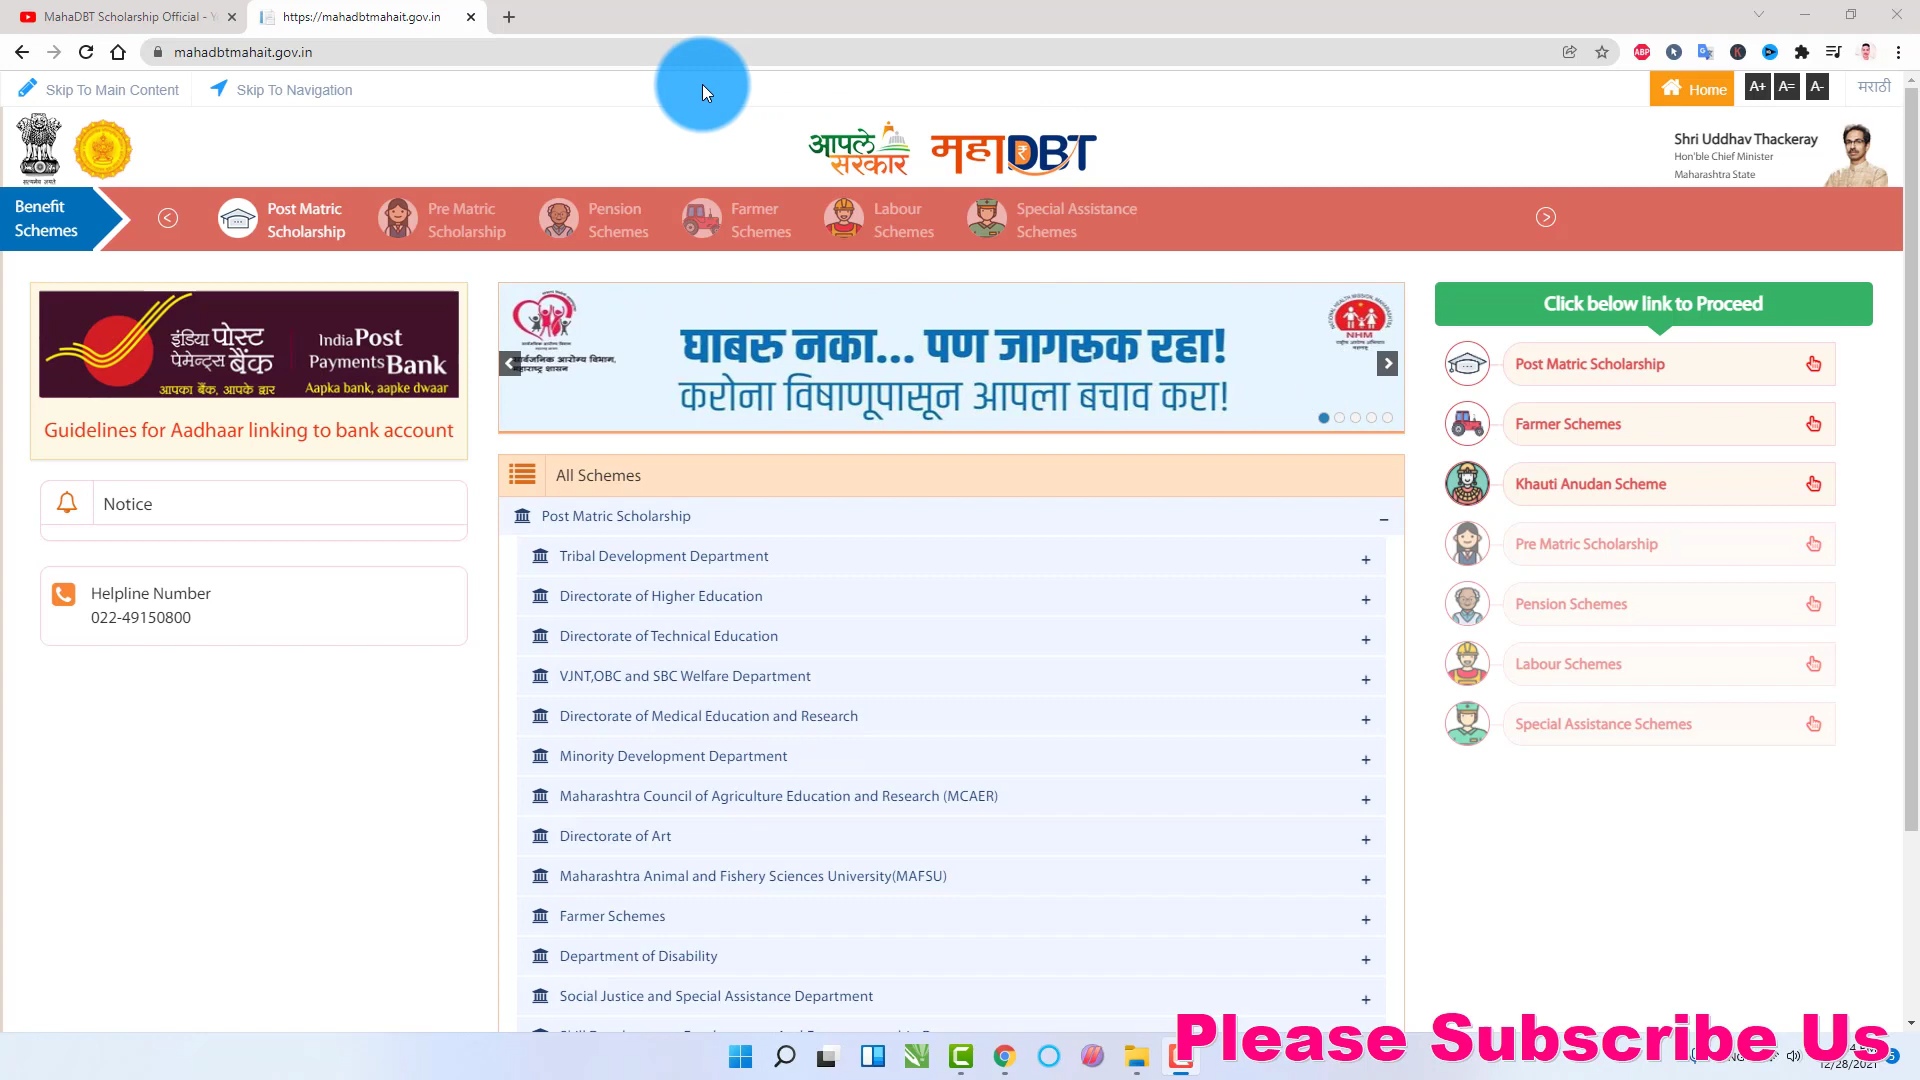 MahaDBT Scholarship Official - Y
https://mahadbtmahait.gov.in
mahadbtmahait.gov.in
ABP
Skip To Main Content
Skip To Navigation
Home
A+
A=
A-
मराठी
सत्यमेव जयते
आपले
सरकार
महाDBT
Shri Uddhav Thackeray
Hon'ble Chief Minister
Maharashtra State
Benefit
Schemes
Post Matric
Scholarship
Pre Matric
Scholarship
Pension
Schemes
Farmer
Schemes
Labour
Schemes
Special Assistance
Schemes
इंडिया पोस्ट
पेमेन्ट्स बैंक
आपका बैंक, आपके द्वार
India Post
Payments Bank
Aapka bank, aapke dwaar
Guidelines for Aadhaar linking to bank account
Notice
Helpline Number
022-49150800
सार्वजनिक आरोग्य विभाग,
महाराष्ट्र शासन
घाबरु नका... पण जागरूक रहा!
करोना विषाणूपासून आपला बचाव करा!
NHM
All Schemes
Post Matric Scholarship
Tribal Development Department
Directorate of Higher Education
Directorate of Technical Education
VJNT,OBC and SBC Welfare Department
Directorate of Medical Education and Research
Minority Development Department
Maharashtra Council of Agriculture Education and Research (MCAER)
Directorate of Art
Maharashtra Animal and Fishery Sciences University(MAFSU)
Farmer Schemes
Department of Disability
Social Justice and Special Assistance Department
Click below link to Proceed
Post Matric Scholarship
Farmer Schemes
Khauti Anudan Scheme
Pre Matric Scholarship
Pension Schemes
Labour Schemes
Special Assistance Schemes
Please Subscribe Us
12/28/2021